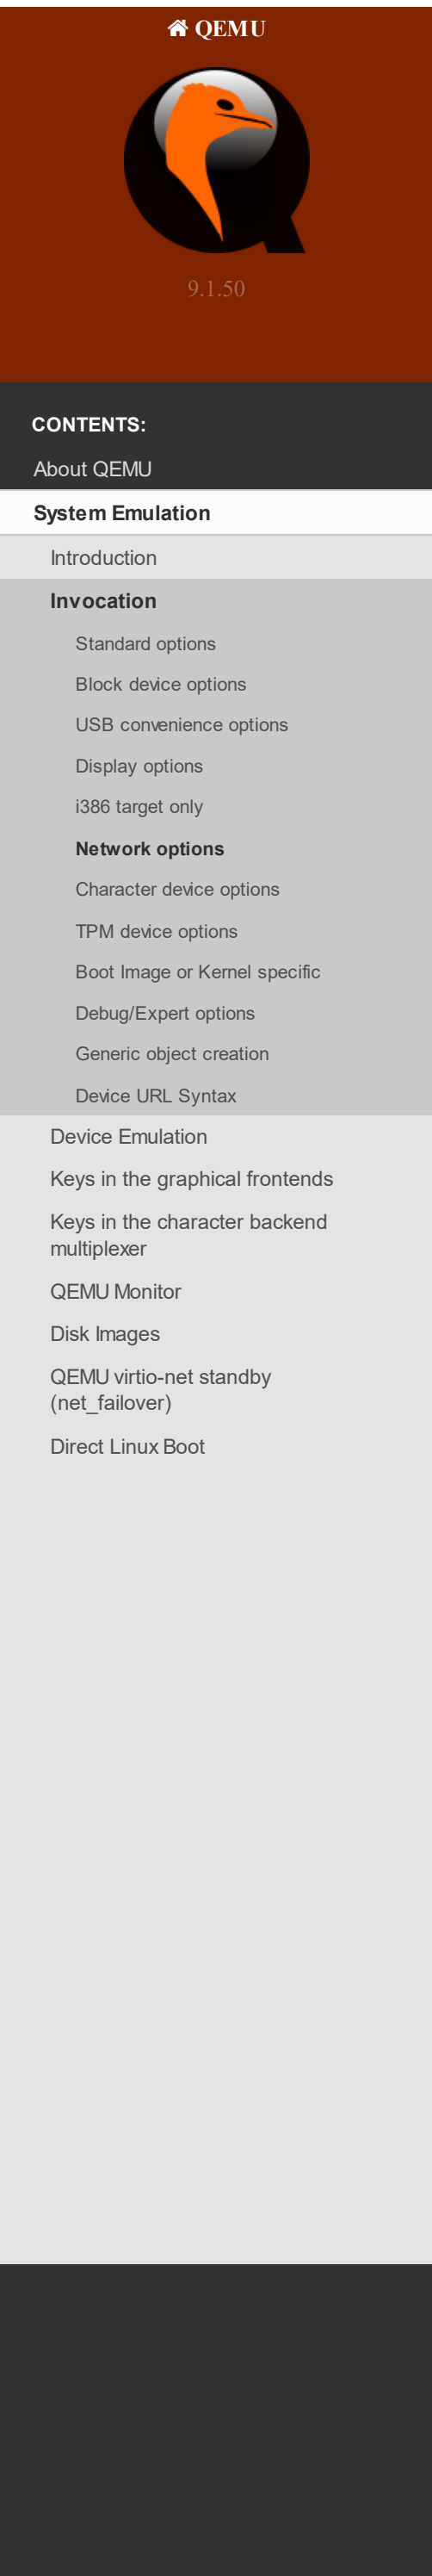 QEMU
9.1.50
CONTENTS:
About QEMU
System Emulation
Introduction
Invocation
Standard options
Block device options
USB convenience options
Display options
i386 target only
Network options
Character device options
TPM device options
Boot Image or Kernel specific
Debug/Expert options
Generic object creation
Device URL Syntax
Device Emulation
Keys in the graphical frontends
Keys in the character backend
multiplexer
QEMU Monitor
Disk Images
QEMU virtio-net standby
(net_failover)
Direct Linux Boot